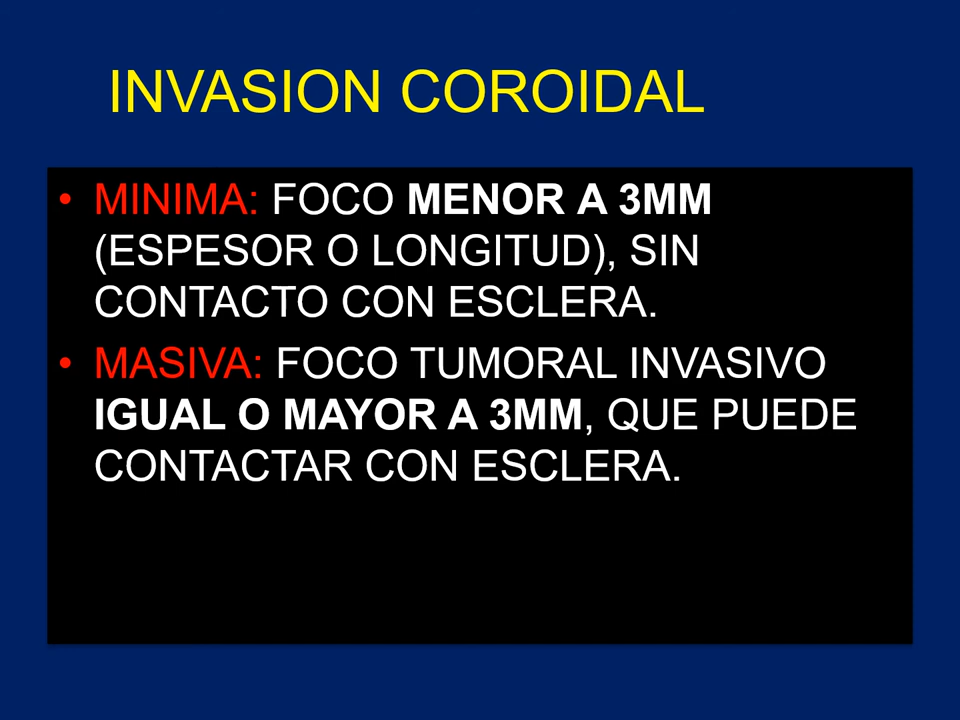 INVASION COROIDAL
• MINIMA: FOCO MENOR A 3MM
(ESPESOR O LONGITUD), SIN
CONTACTO CON ESCLERA.
• MASIVA: FOCO TUMORAL INVASIVO
IGUAL O MAYOR A 3MM, QUE PUEDE
CONTACTAR CON ESCLERA.